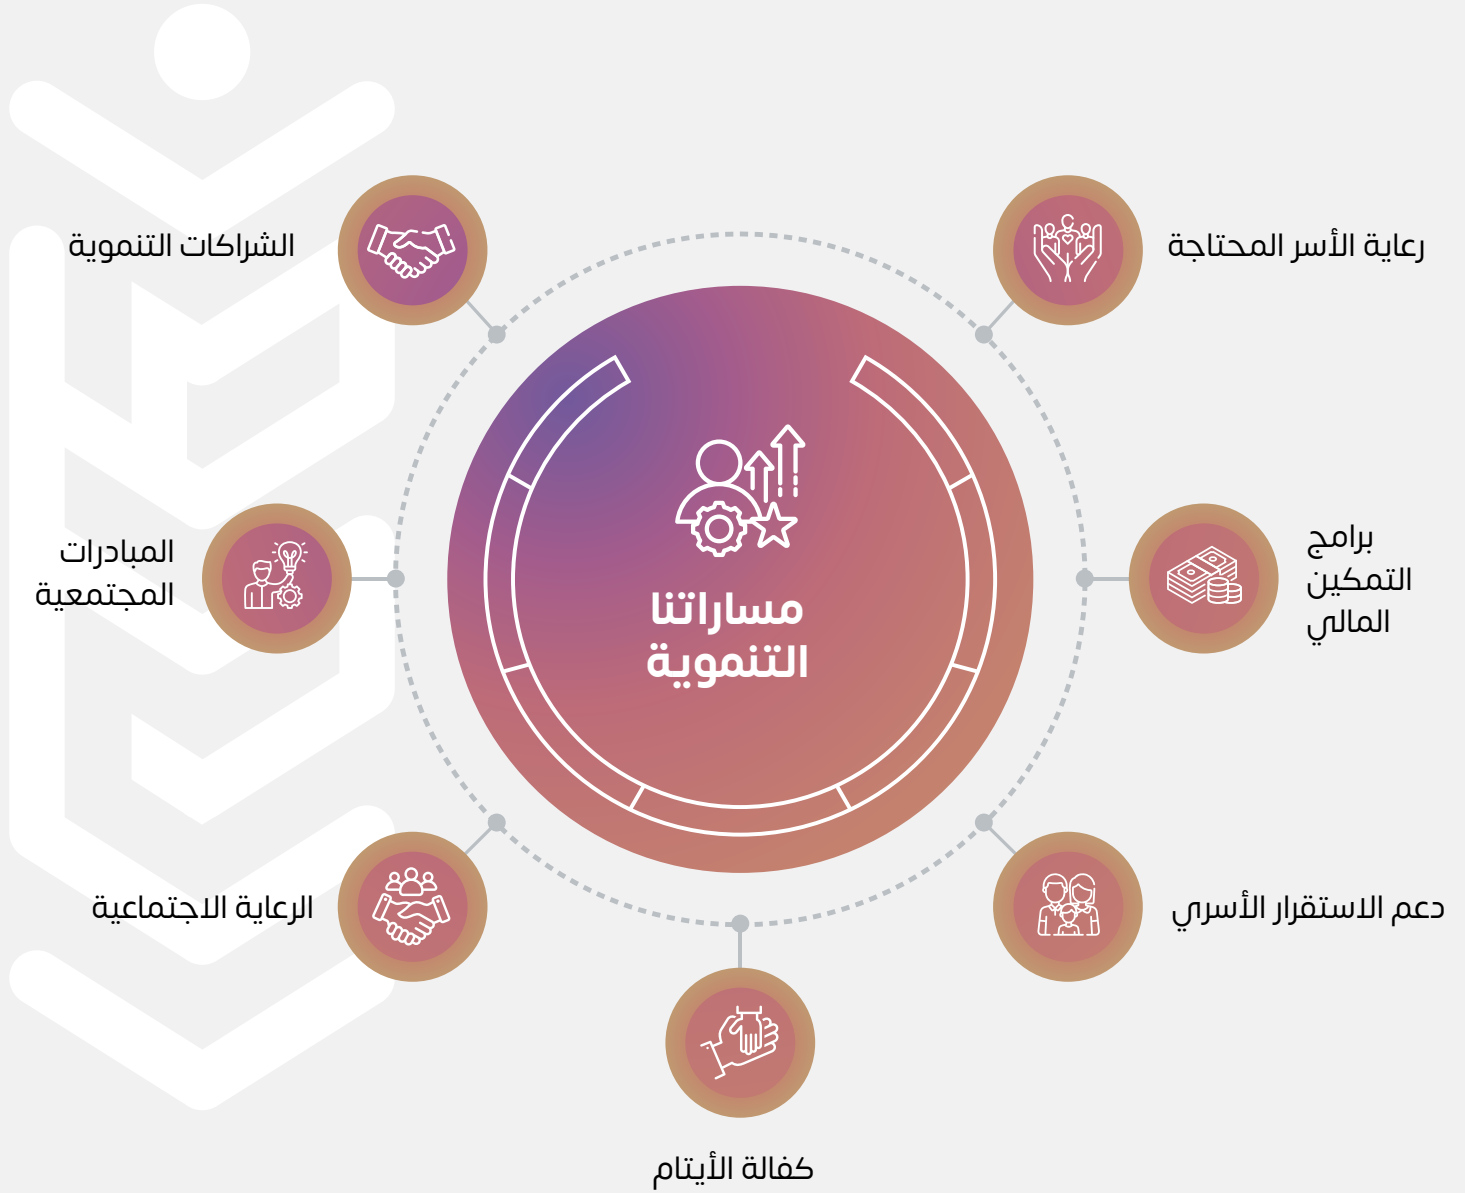 مساراتنا
التنموية
رعاية الأسر المحتاجة
برامج
التمكين
المالي
دعم الاستقرار الأسري
كفالة الأيتام
الرعاية الاجتماعية
المبادرات
المجتمعية
الشراكات التنموية